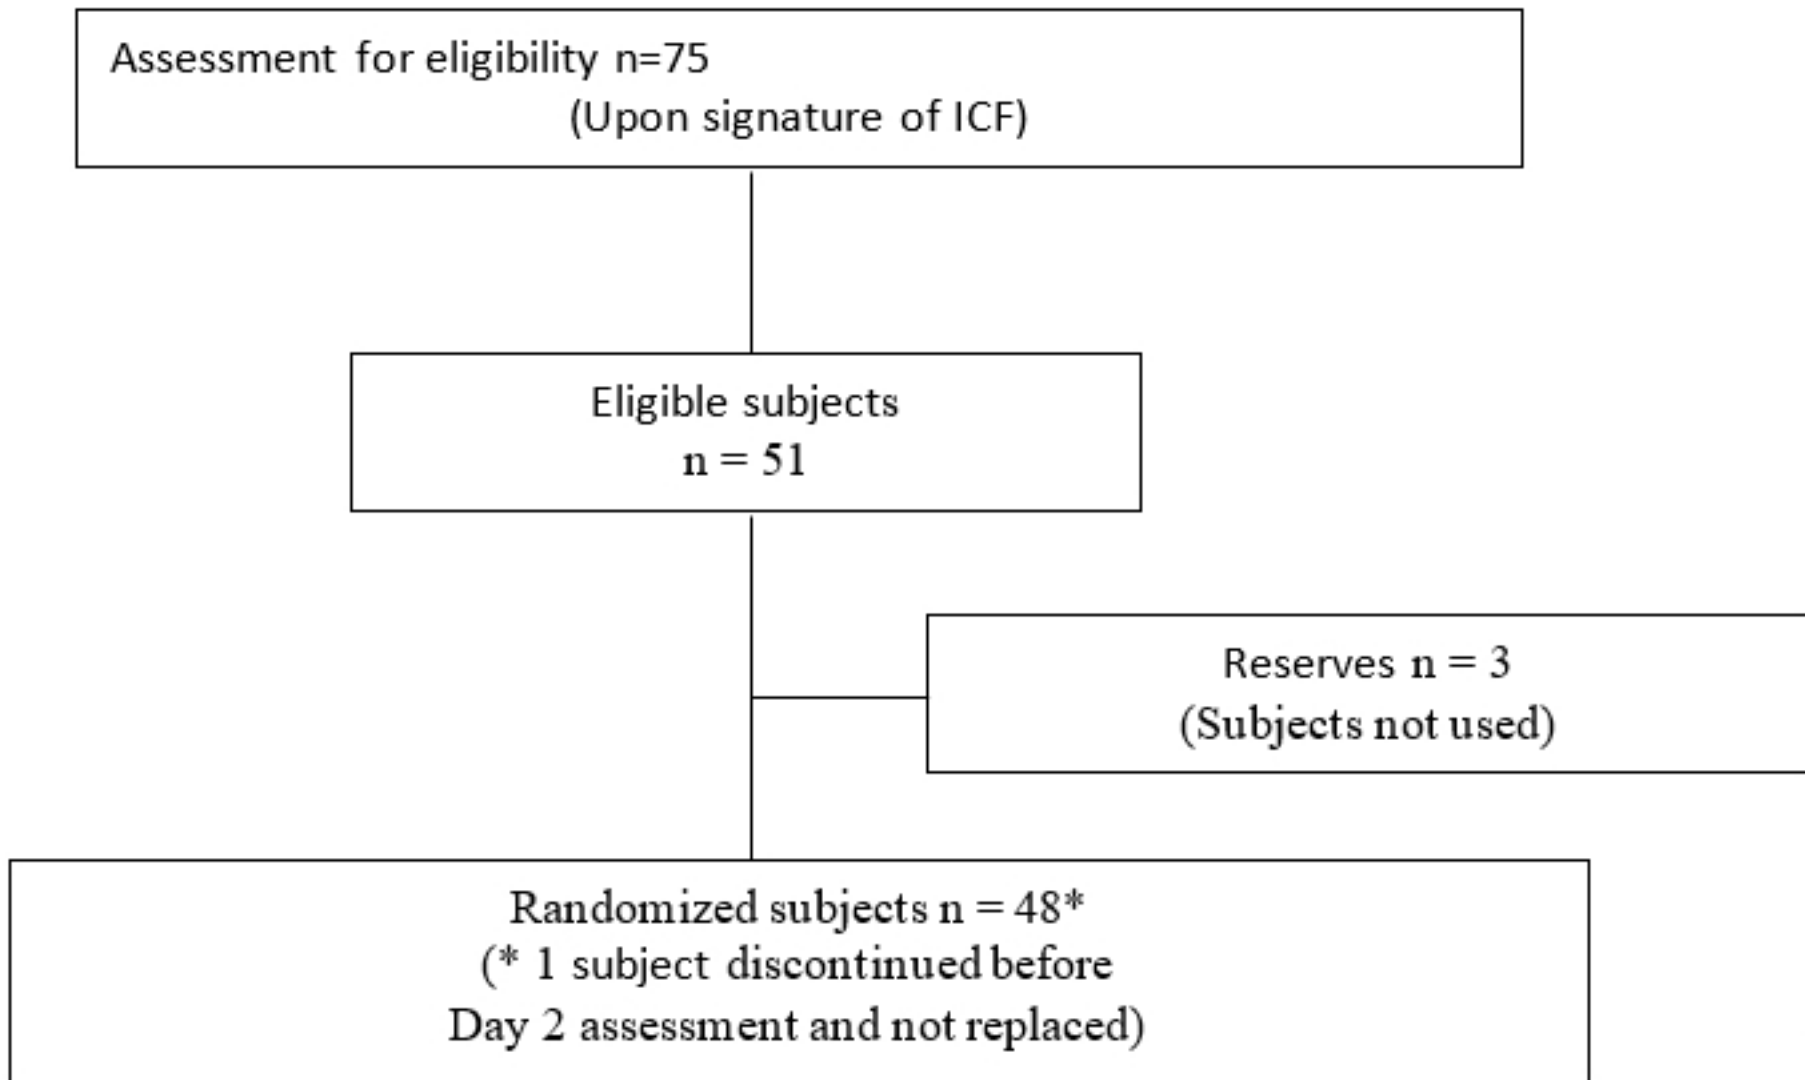 Assessment for eligibility n=75
(Upon signature of ICF)
Eligible subjects
n = 51
Reserves n = 3
(Subjects not used)
Randomized subjects n = 48*
(* 1 subject discontinued before
Day 2 assessment and not replaced)